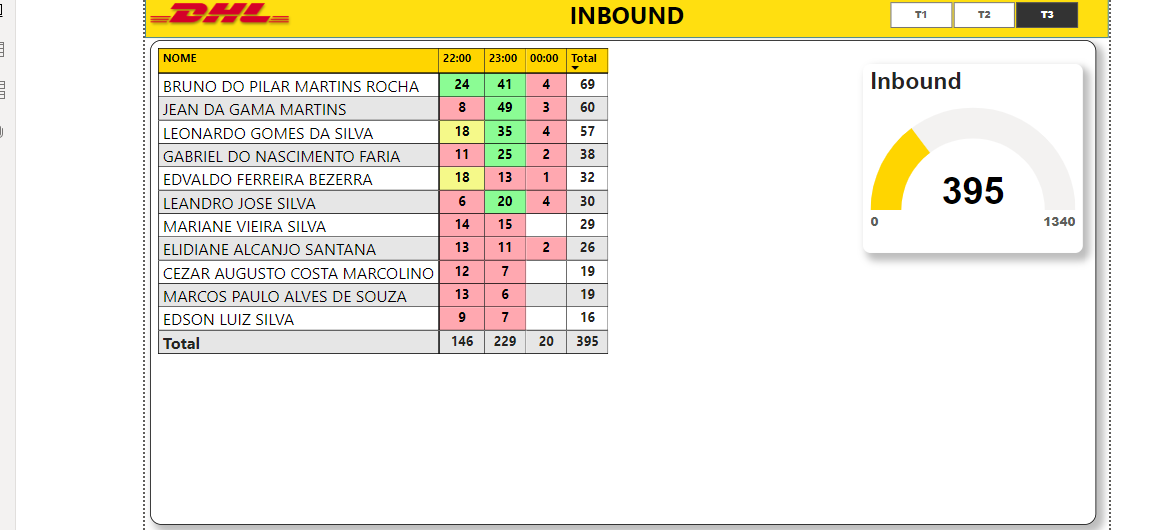 DHL
INBOUND
T1 T2 T3
NOME 22:00 23:00 00:00 Total
BRUNO DO PILAR MARTINS ROCHA 24 41 4 69
JEAN DA GAMA MARTINS 8 49 3 60
LEONARDO GOMES DA SILVA 18 35 4 57
GABRIEL DO NASCIMENTO FARIA 11 25 2 38
EDVALDO FERREIRA BEZERRA 18 13 1 32
LEANDRO JOSE SILVA 6 20 4 30
MARIANE VIEIRA SILVA 14 15 29
ELIDIANE ALCANJO SANTANA 13 11 2 26
CEZAR AUGUSTO COSTA MARCOLINO 12 7 19
MARCOS PAULO ALVES DE SOUZA 13 6 19
EDSON LUIZ SILVA 9 7 16
Total 146 229 20 395
Inbound
395
0 1340